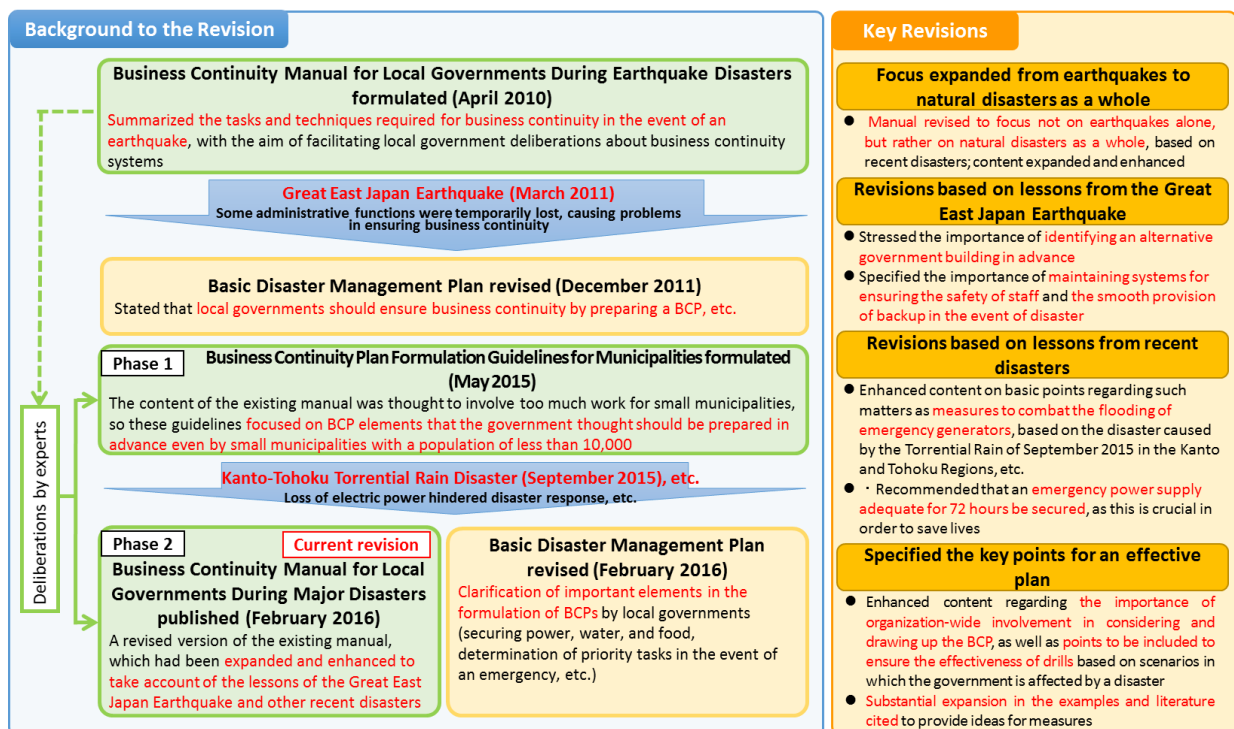 Background to the Revision
Business Continuity Manual for Local Governments During Earthquake Disasters
formulated (April 2010)
Summarized the tasks and techniques required for business continuity in the event of an
earthquake, with the aim of facilitating local government deliberations about business continuity
systems
Great East Japan Earthquake (March 2011)
Some administrative functions were temporarily lost, causing problems
in ensuring business continuity
Basic Disaster Management Plan revised (December 2011)
Stated that local governments should ensure business continuity by preparing a BCP, etc.
Deliberations by experts
Phase 1
Business Continuity Plan Formulation Guidelines for Municipalities formulated
(May 2015)
The content of the existing manual was thought to involve too much work for small municipalities,
so these guidelines focused on BCP elements that the government thought should be prepared in
advance even by small municipalities with a population of less than 10,000
Kanto-Tohoku Torrential Rain Disaster (September 2015), etc.
Loss of electric power hindered disaster response, etc.
Phase 2
Current revision
Business Continuity Manual for Local
Governments During Major Disasters
published (February 2016)
A revised version of the existing manual,
which had been expanded and enhanced to
take account of the lessons of the Great East
Japan Earthquake and other recent disasters
Basic Disaster Management Plan
revised (February 2016)
Clarification of important elements in the
formulation of BCPs by local governments
(securing power, water, and food,
determination of priority tasks in the event of
an emergency, etc.)
Key Revisions
Focus expanded from earthquakes to
natural disasters as a whole
● Manual revised to focus not on earthquakes alone,
but rather on natural disasters as a whole, based on
recent disasters; content expanded and enhanced
Revisions based on lessons from the Great
East Japan Earthquake
● Stressed the importance of identifying an alternative
government building in advance
● Specified the importance of maintaining systems for
ensuring the safety of staff and the smooth provision
of backup in the event of disaster
Revisions based on lessons from recent
disasters
● Enhanced content on basic points regarding such
matters as measures to combat the flooding of
emergency generators, based on the disaster caused
by the Torrential Rain of September 2015 in the Kanto
and Tohoku Regions, etc.
● ・Recommended that an emergency power supply
adequate for 72 hours be secured, as this is crucial in
order to save lives
Specified the key points for an effective
plan
● Enhanced content regarding the importance of
organization-wide involvement in considering and
drawing up the BCP, as well as points to be included to
ensure the effectiveness of drills based on scenarios in
which the government is affected by a disaster
● Substantial expansion in the examples and literature
cited to provide ideas for measures